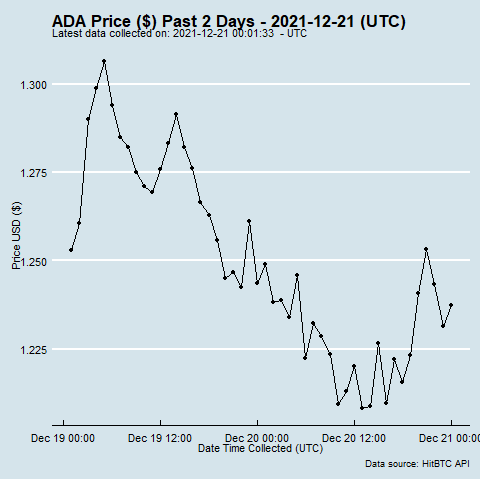 ADA Price ($) Past 2 Days - 2021-12-21 (UTC)
Latest data collected on: 2021-12-21 00:01:33 - UTC
1.300
1.275
1.250
1.225
Price USD ($)
Dec 19 00:00 Dec 19 12:00 Dec 20 00:00 Dec 20 12:00 Dec 21 00:00
Date Time Collected (UTC)
Data source: HitBTC API